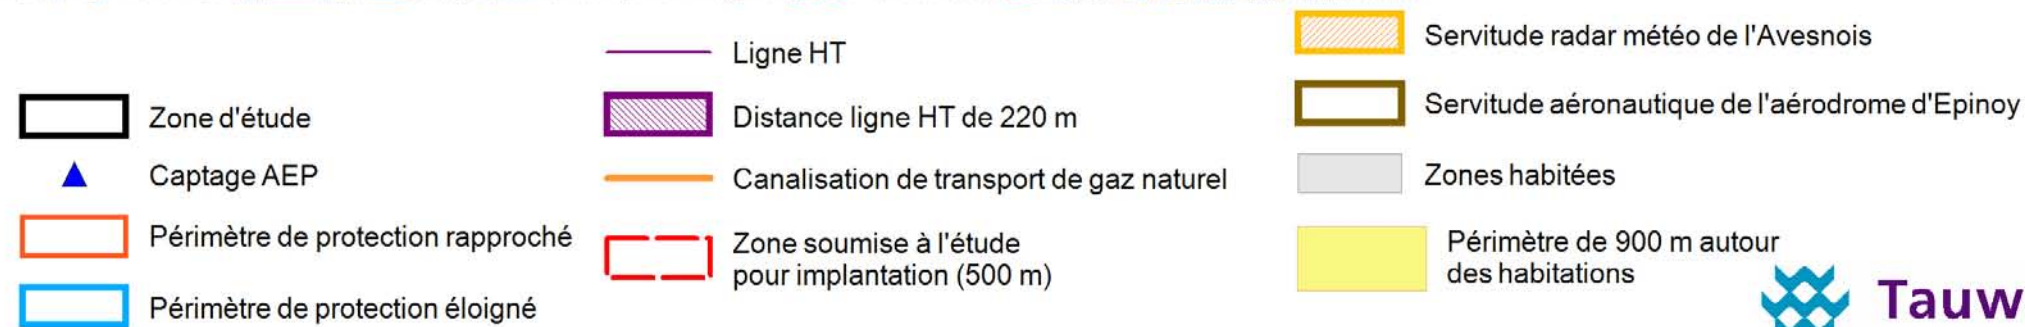 Zone d'étude
Captage AEP
Périmètre de protection rapproché
Périmètre de protection éloigné
Ligne HT
Distance ligne HT de 220 m
Canalisation de transport de gaz naturel
Zone soumise à l'étude
pour implantation (500 m)
Servitude radar météo de l'Avesnois
Servitude aéronautique de l'aérodrome d'Epinoy
Zones habitées
Périmètre de 900 m autour
des habitations
Tauw